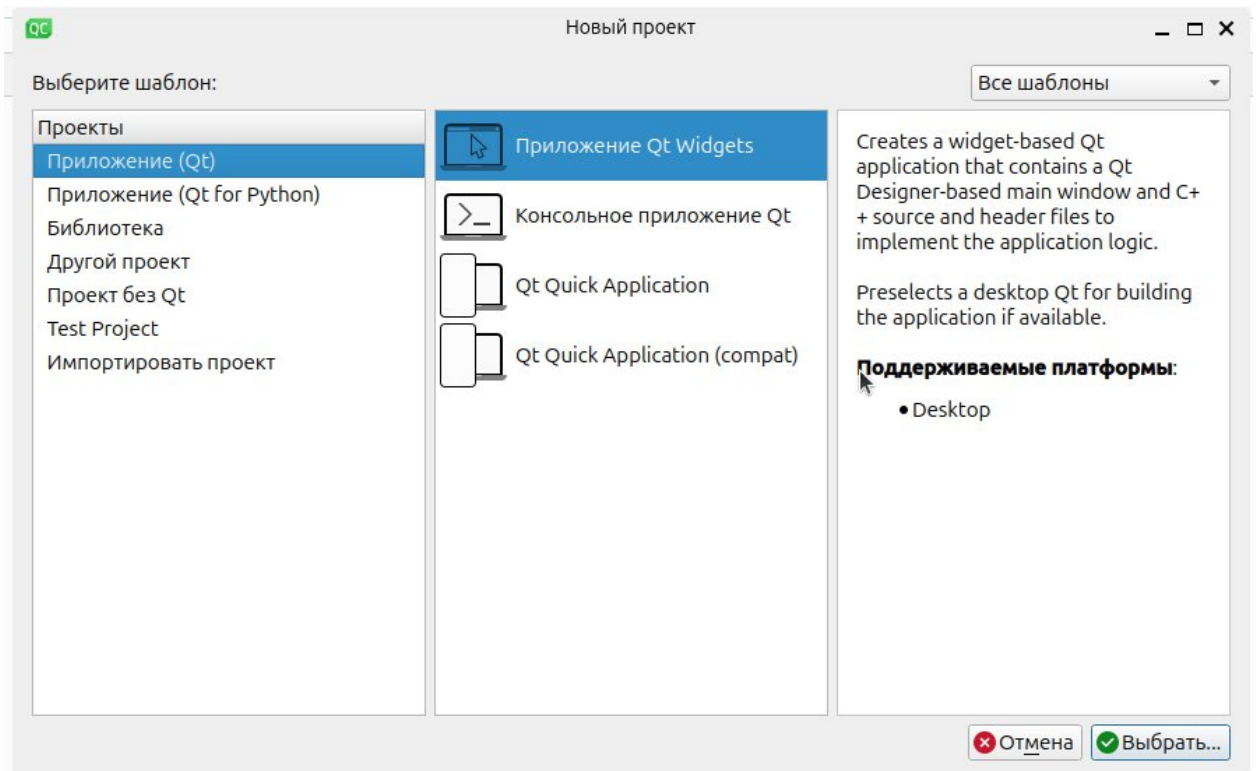 QC
Новый проект
Выберите шаблон:
Все шаблоны
Проекты
Приложение (Qt)
Приложение (Qt for Python)
Библиотека
Другой проект
Проект без Qt
Test Project
Импортировать проект
Приложение Qt Widgets
Консольное приложение Qt
Qt Quick Application
Qt Quick Application (compat)
Creates a widget-based Qt
application that contains a Qt
Designer-based main window and C+
+ source and header files to
implement the application logic.
Preselects a desktop Qt for building
the application if available.
Поддерживаемые платформы:
• Desktop
Отмена
Выбрать...